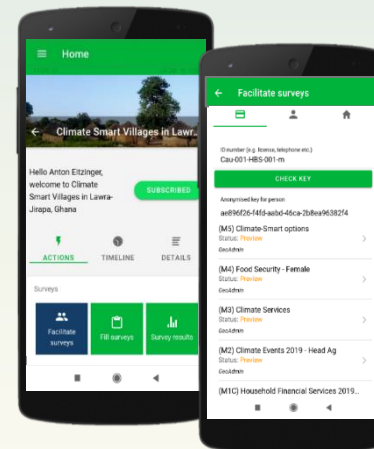 Home
Climate Smart Villages in Lawr..
Hello Anton Eitzinger,
welcome to Climate
Smart Villages in Lawra-
Jirapa, Ghana
SUBSCRIBED
ACTIONS TIMELINE DETAILS
Surveys
Facilitate
surveys
Fill surveys
Survey results
Facilitate surveys
ID number (e.g. license, telephone etc.)
Cau-001-HBS-001-m
CHECK KEY
Anonymised key for person
ae896f26-f4fd-aabd-46ca-2b8ea96382f4
(M5) Climate-Smart options
Status: Preview
GeoAdmin
(M4) Food Security - Female
Status: Preview
GeoAdmin
(M3) Climate Services
Status: Preview
GeoAdmin
(M2) Climate Events 2019 - Head Ag
Status: Preview
GeoAdmin
(M1C) Household Financial Services 2019...